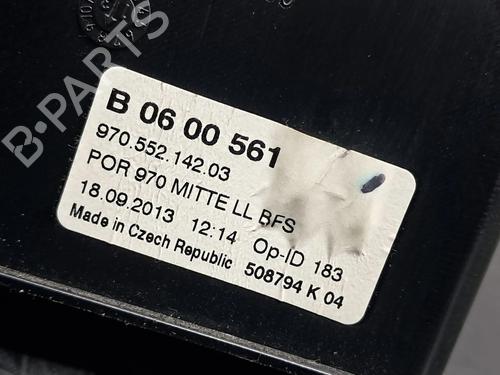 B-PARTS
B 06 00 561
970.552.142.03
POR 970 MITTE LL BFS
18.09.2013 12:14 Op-ID 183
Made in Czech Republic 508794 K 04